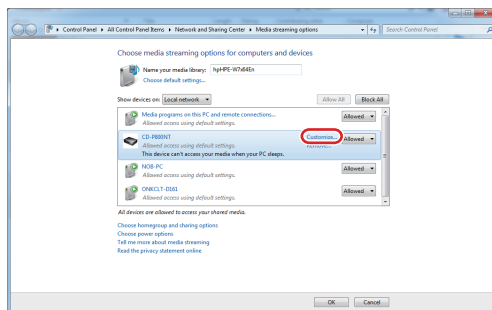 Control Panel ▸ All Control Panel Items ▸ Network and Sharing Center ▸ Media streaming options
Search Control Panel
Choose media streaming options for computers and devices
Name your media library: hpHPE-W7x64En
Choose default settings...
Show devices on: Local network
Allow All Block All
Media programs on this PC and remote connections...
Allowed access using default settings.
Allowed
CD-P800NT
Customize...
Allowed
Allowed access using default settings.
Remove...
This device can't access your media when your PC sleeps.
NOB-PC
Allowed access using default settings.
Allowed
ONKCLT-D161
Allowed access using default settings.
Allowed
All devices are allowed to access your shared media.
Choose homegroup and sharing options
Choose power options
Tell me more about media streaming
Read the privacy statement online
OK Cancel